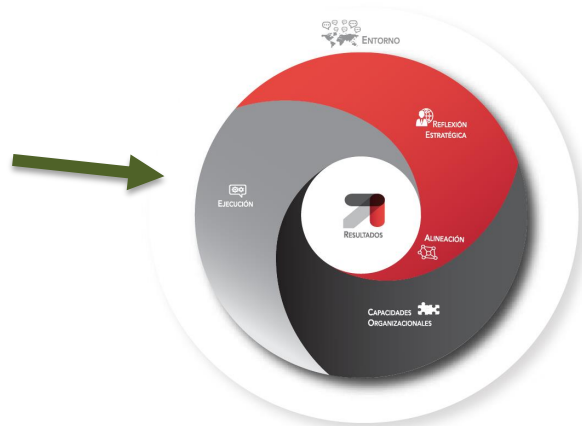 ENTORNO
REFLEXIÓN
ESTRATÉGICA
EJECUCIÓN
RESULTADOS
ALINEACIÓN
CAPACIDADES
ORGANIZACIONALES